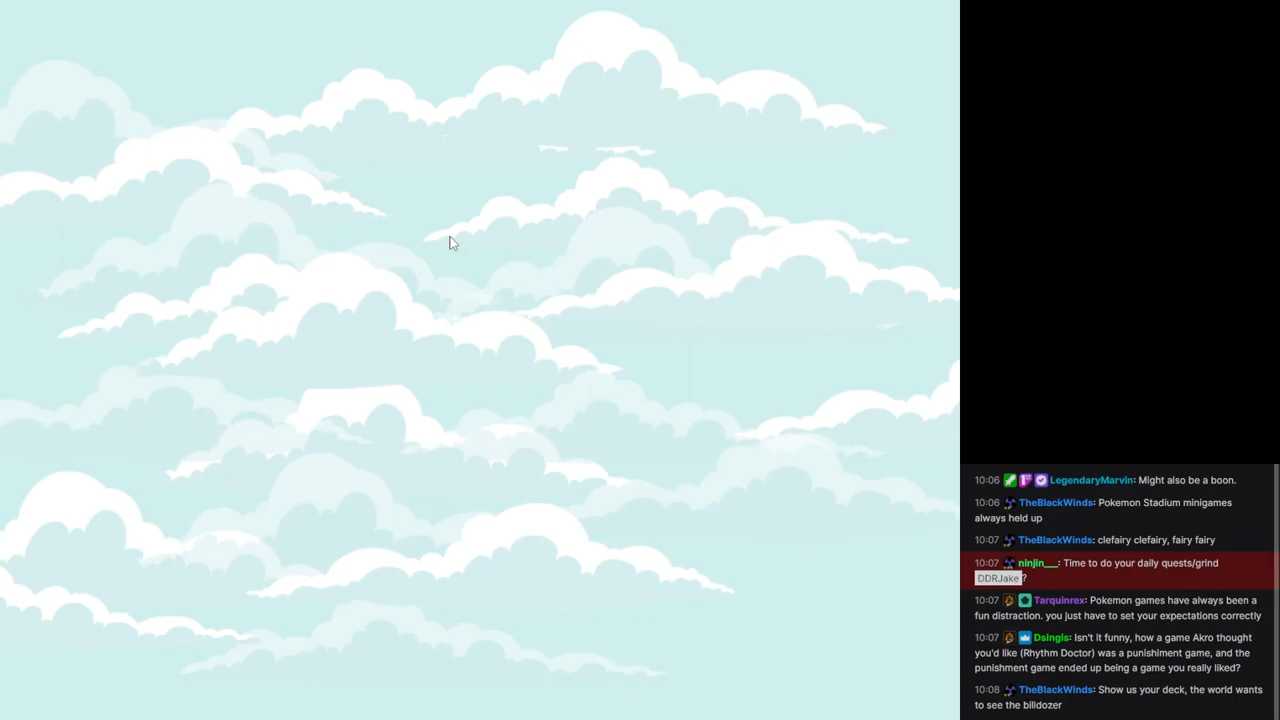 10:06 LegendaryMarvin: Might also be a boon.
10:06 TheBlackWinds: Pokemon Stadium minigames
always held up
10:07 TheBlackWinds: clefairy clefairy, fairy fairy
10:07 ninjin___: Time to do your daily quests/grind
DDRJake ?
10:07 Tarquinrex: Pokemon games have always been a
fun distraction. you just have to set your expectations correctly
10:07 Dsingis: Isn't it funny, how a game Akro thought
you'd like (Rhythm Doctor) was a punishiment game, and the
punishment game ended up being a game you really liked?
10:08 TheBlackWinds: Show us your deck, the world wants
to see the billdozer